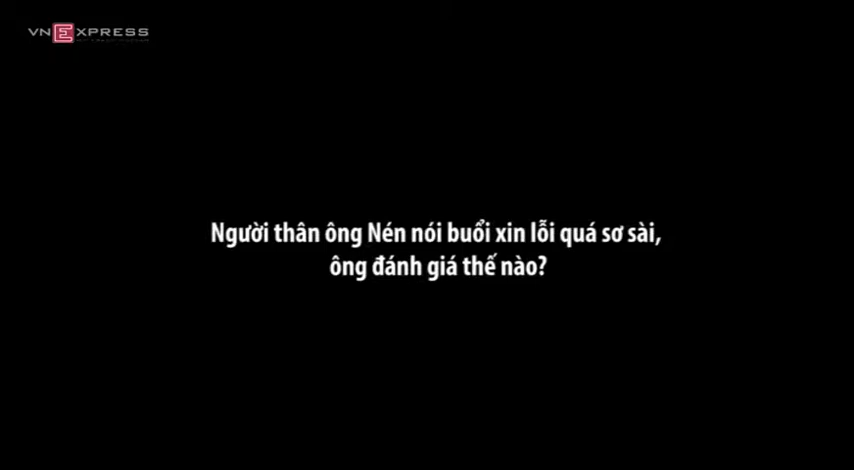 VNEXPRESS
Người thân ông Nén nói buổi xin lỗi quá sơ sài,
ông đánh giá thế nào?